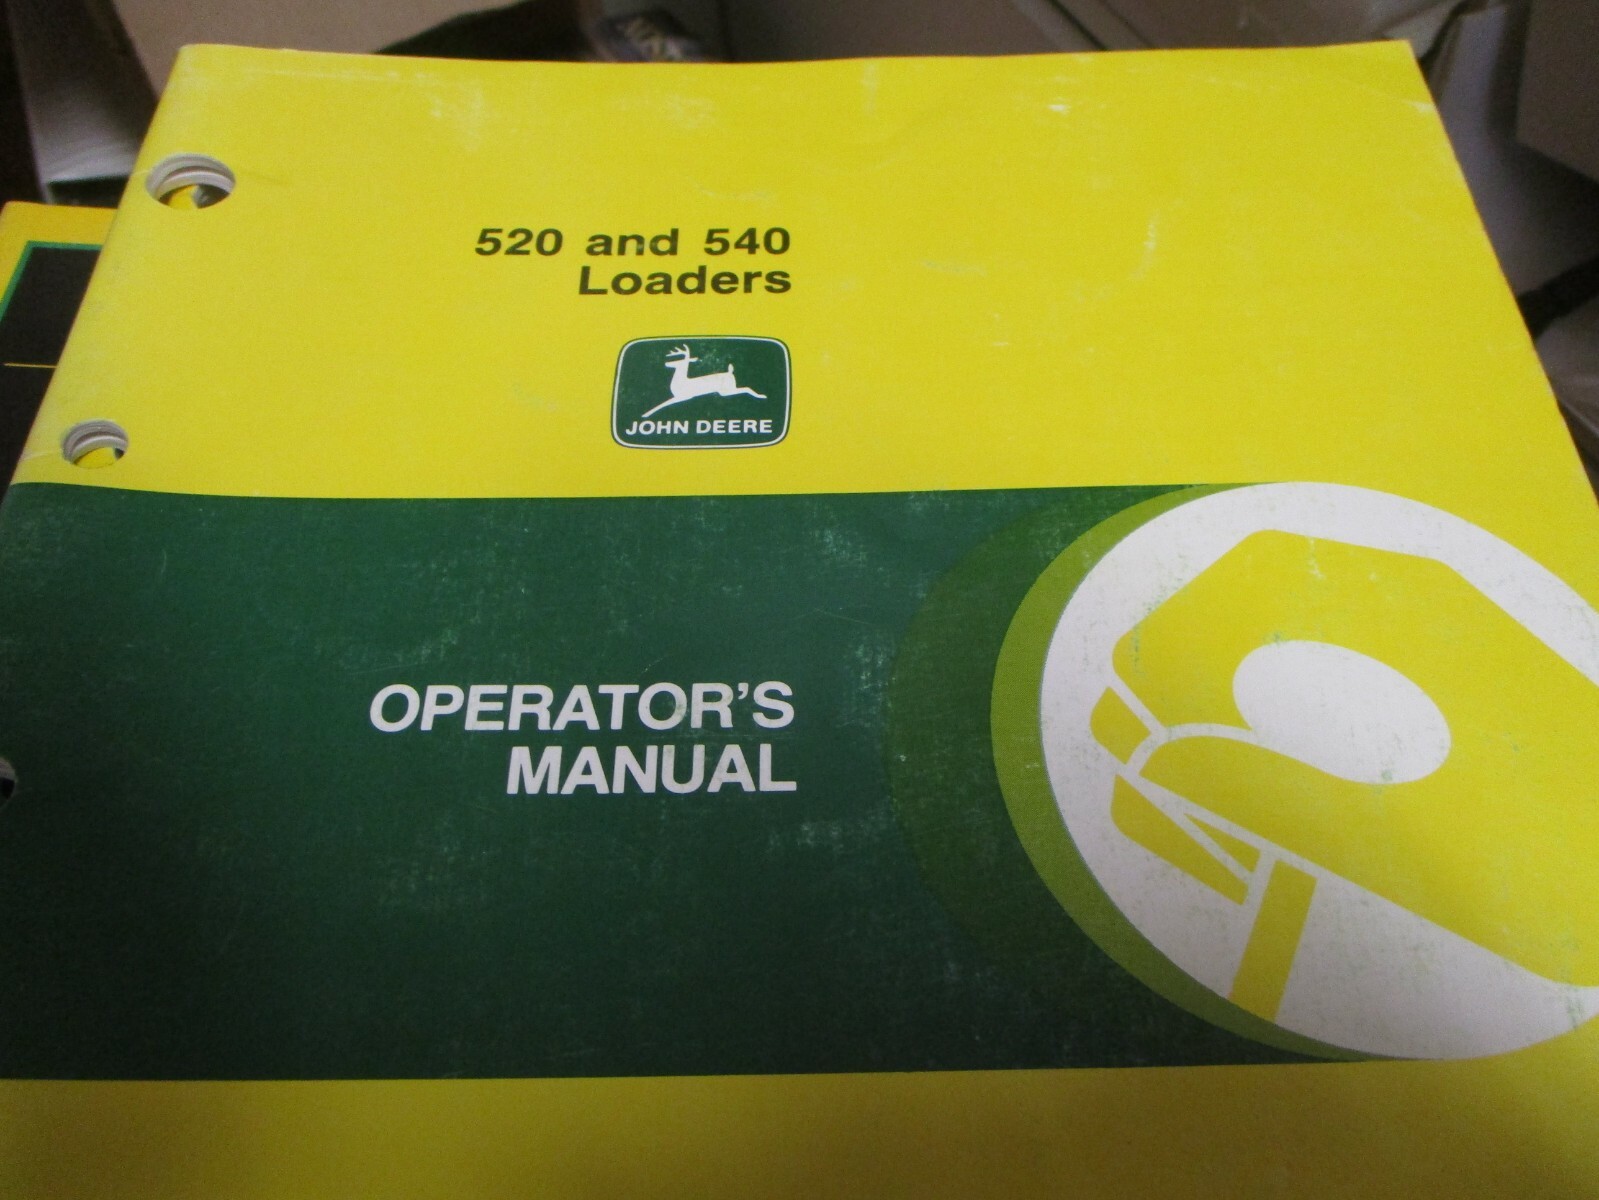 520 and 540
Loaders
JOHN DEERE
OPERATOR'S
MANUAL